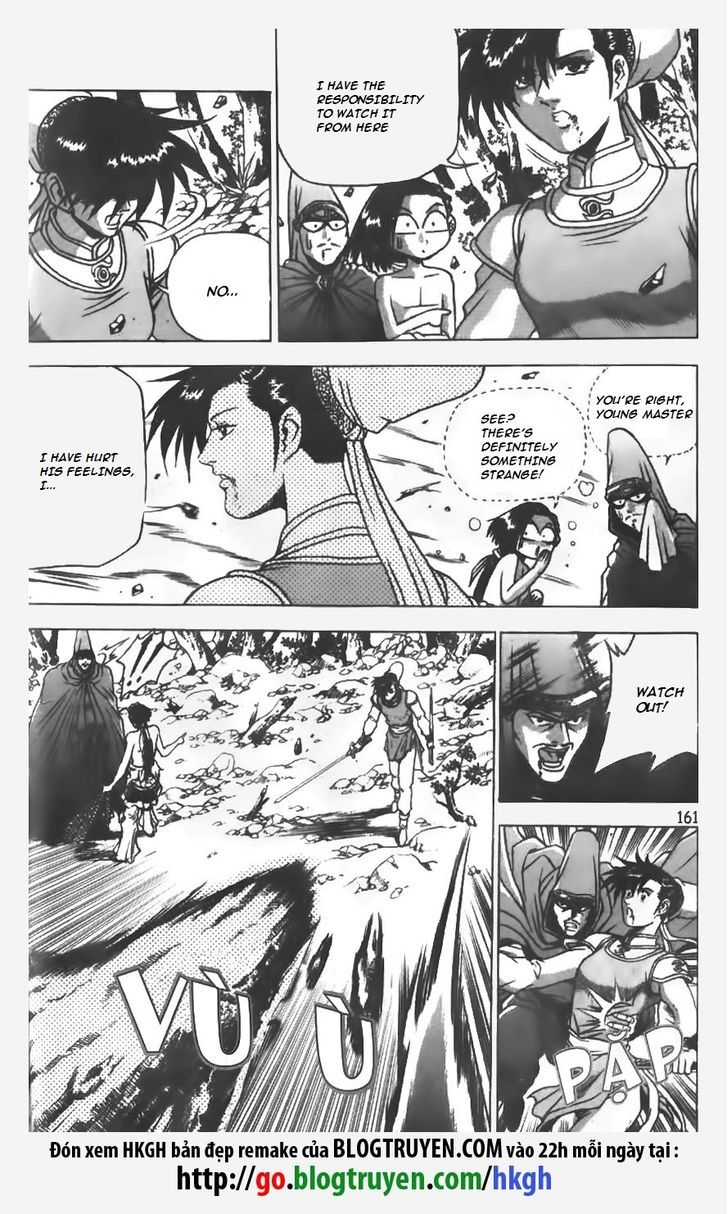 NO...
I HAVE THE
RESPONSIBILITY
TO WATCH IT
FROM HERE
I HAVE HURT
HIS FEELINGS,
I...
SEE?
THERE'S
DEFINITELY
SOMETHING
STRANGE!
YOU'RE RIGHT,
YOUNG MASTER
WATCH
OUT!
161
VÙ Ù
PẬP
Đón xem HKGH bản đẹp remake của BLOGTRUYEN.COM vào 22h mỗi ngày tại :
http://go.blogtruyen.com/hkgh